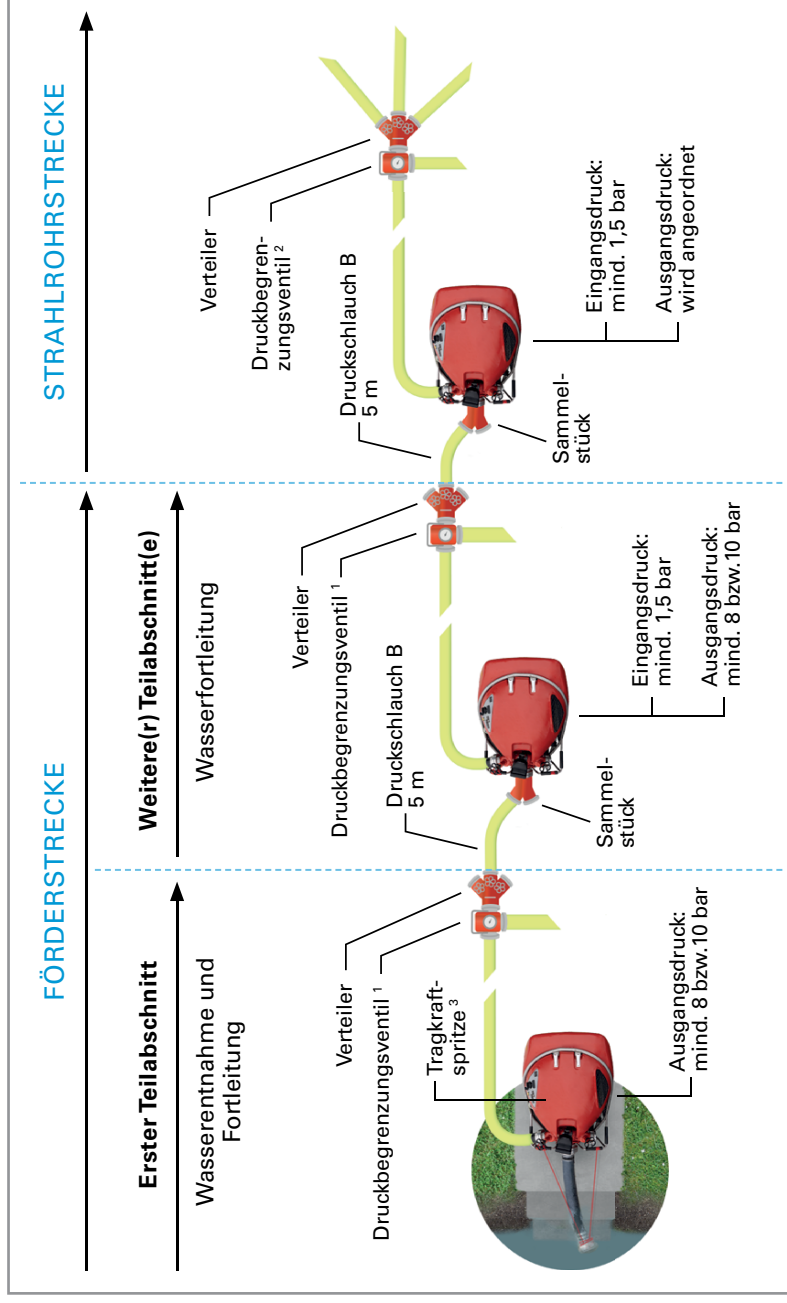 FÖRDERSTRECKE
STRAHLROHRSTRECKE
Erster Teilabschnitt
Weitere(r) Teilabschnitt(e)
Wasserentnahme und
Fortleitung
Wasserfortleitung
Verteiler
Druckbegrenzungsventil ¹
Tragkraft-
spritze ³
Ausgangsdruck:
mind. 8 bzw.10 bar
Verteiler
Druckbegrenzungsventil ¹
Druckschlauch B
5 m
Sammel-
stück
Eingangsdruck:
mind. 1,5 bar
Ausgangsdruck:
mind. 8 bzw.10 bar
Verteiler
Druckbegren-
zungsventil ²
Druckschlauch B
5 m
Sammel-
stück
Eingangsdruck:
mind. 1,5 bar
Ausgangsdruck:
wird angeordnet